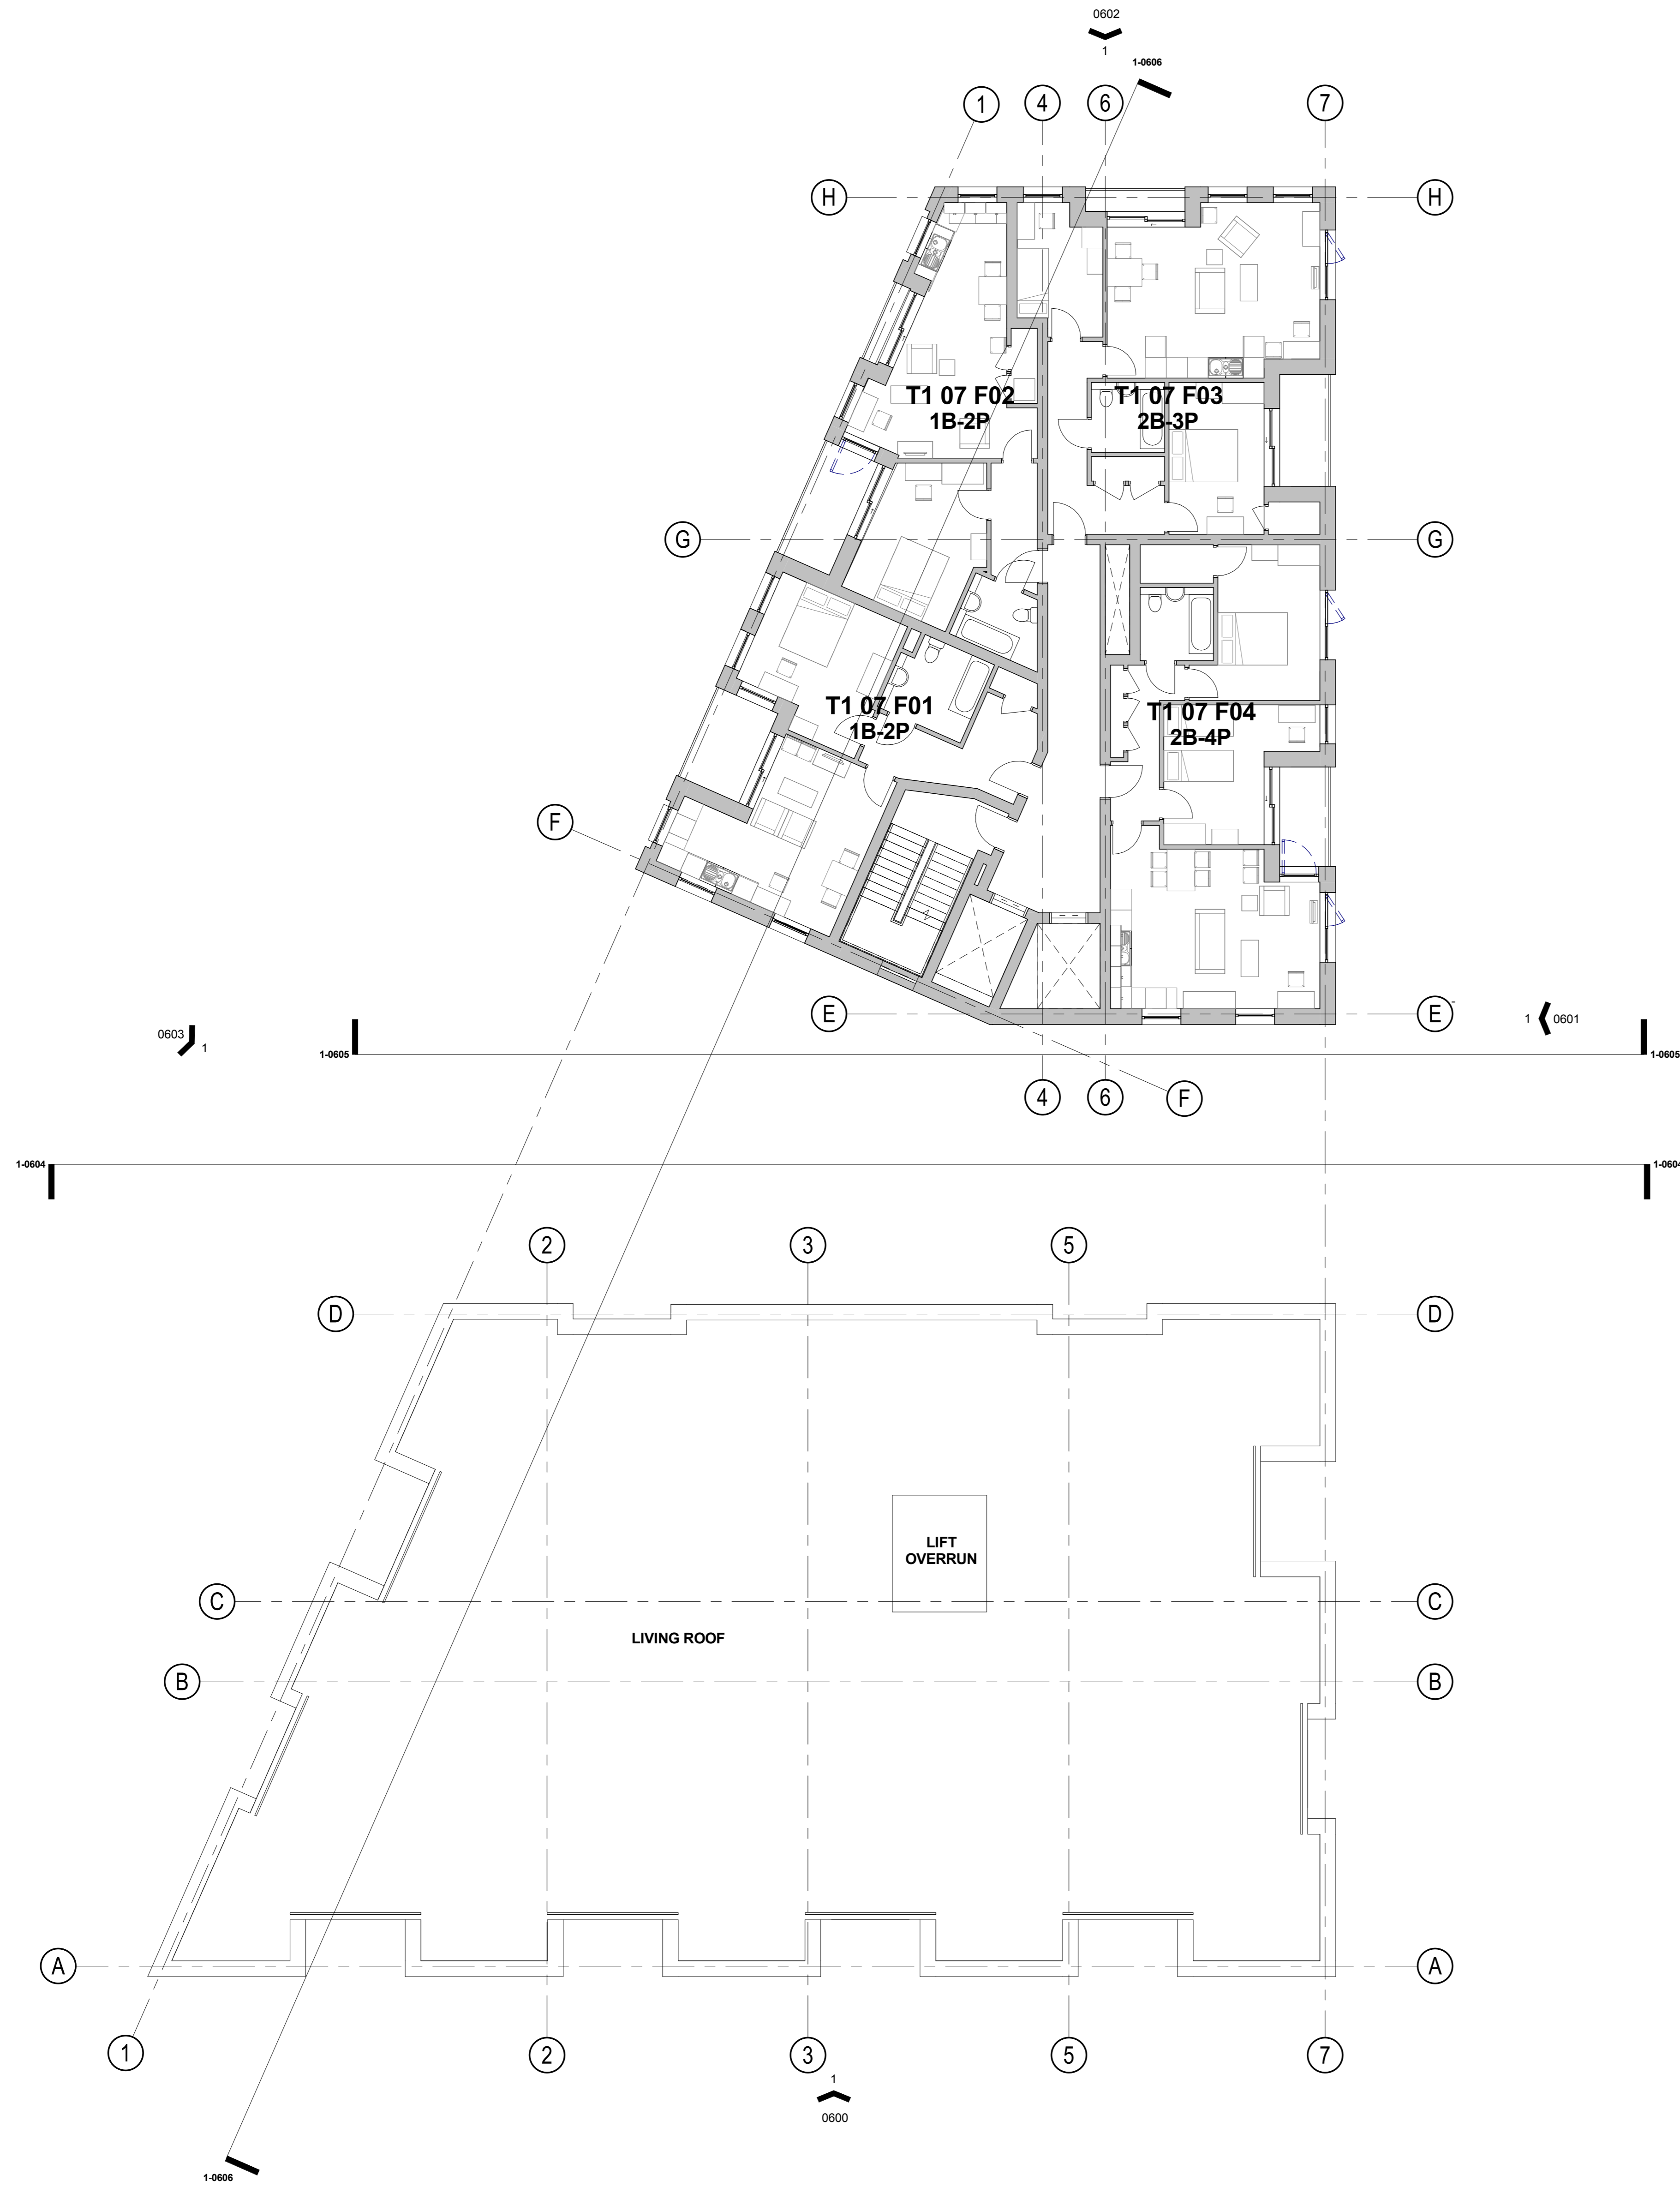 0602
1
1-0606
1
4
6
7
H
H
T1 07 F02
1B-2P
T1 07 F03
2B-3P
G
G
T1 07 F01
1B-2P
T1 07 F04
2B-4P
F
E
E
0603
1
1-0605
1
0601
1-0605
4
6
F
1-0604
1-0604
2
3
5
D
D
LIFT
OVERRUN
C
C
LIVING ROOF
B
B
A
A
1
2
3
5
7
1
0600
1-0606